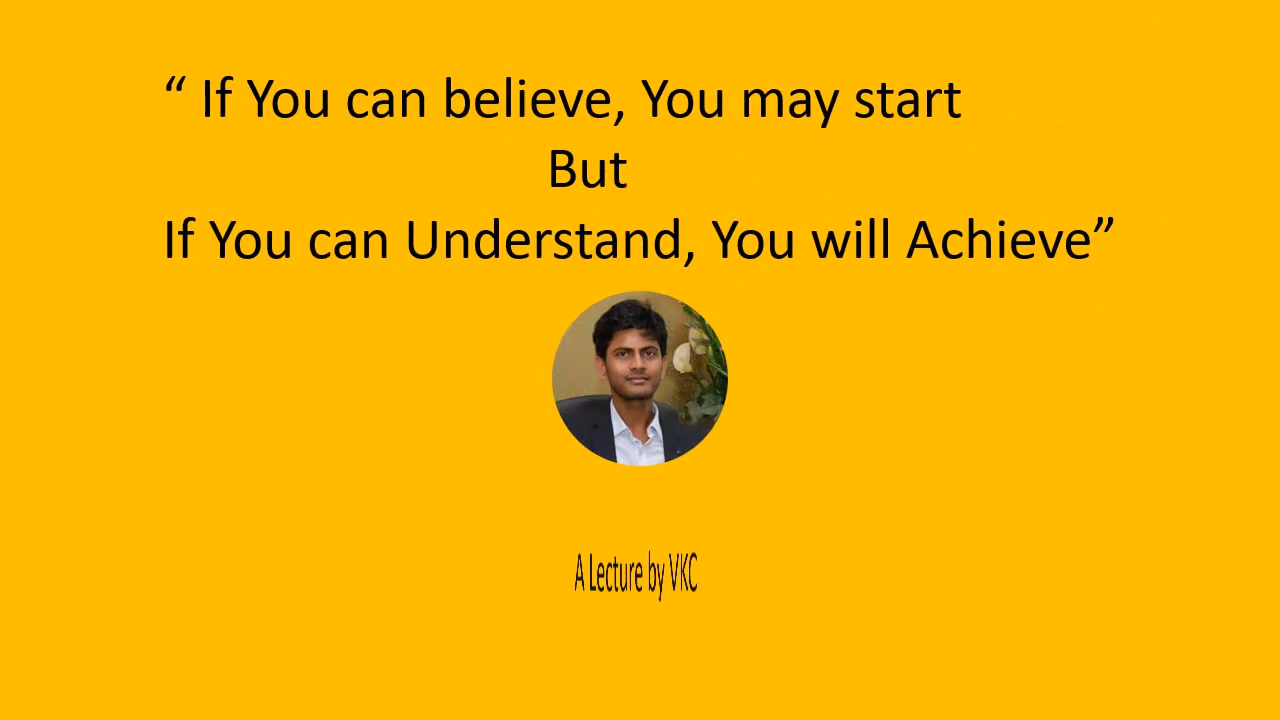 “ If You can believe, You may start
But
If You can Understand, You will Achieve”
A Lecture by VKC